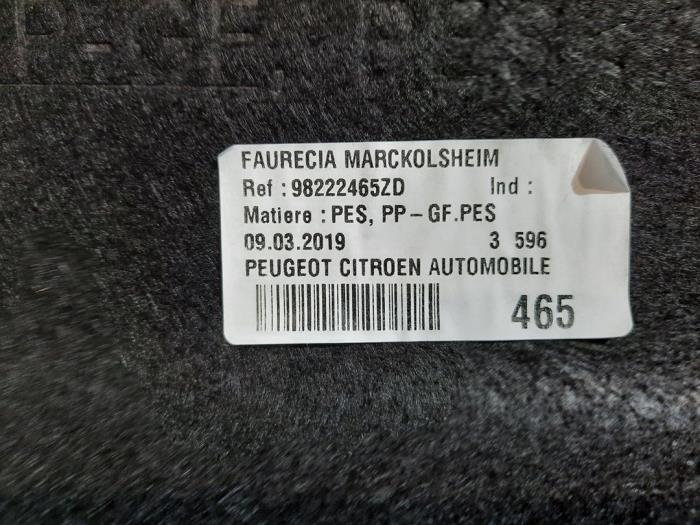 FAURECIA MARCKOLSHEIM
Ref : 98222465ZD Ind :
Matiere : PES, PP-GF.PES
09.03.2019 3 596
PEUGEOT CITROEN AUTOMOBILE
465